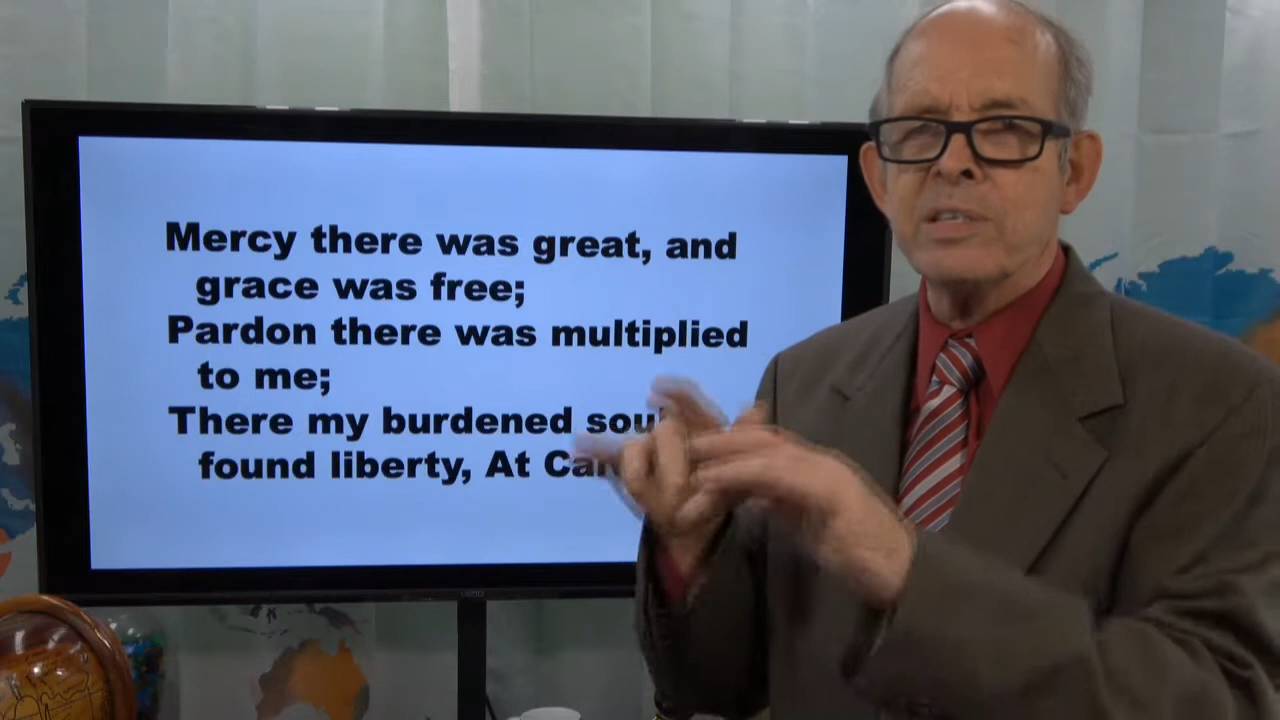 Mercy there was great, and
grace was free;
Pardon there was multiplied
to me;
There my burdened
found liberty, At